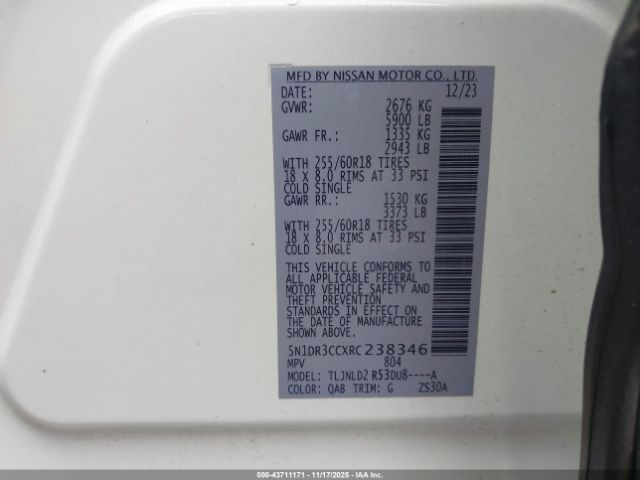 MFD BY NISSAN MOTOR CO., LTD.
DATE: 12/23
GVWR: 2676 KG
5900 LB
GAWR FR.: 1335 KG
2943 LB
WITH 255/60R18 TIRES
18 X 8.0 RIMS AT 33 PSI
COLD SINGLE
GAWR RR.: 1530 KG
3373 LB
WITH 255/60R18 TIRES
18 X 8.0 RIMS AT 33 PSI
COLD SINGLE
THIS VEHICLE CONFORMS TO
ALL APPLICABLE FEDERAL
MOTOR VEHICLE SAFETY AND
THEFT PREVENTION
STANDARDS IN EFFECT ON
THE DATE OF MANUFACTURE
SHOWN ABOVE.
5N1DR3CCXRC238346
MPV 804
MODEL: TLJNLD2 R53DU8----A
COLOR: QAB TRIM: G ZS30A
000-43711171 - 11/17/2025 - IAAHolding LLC